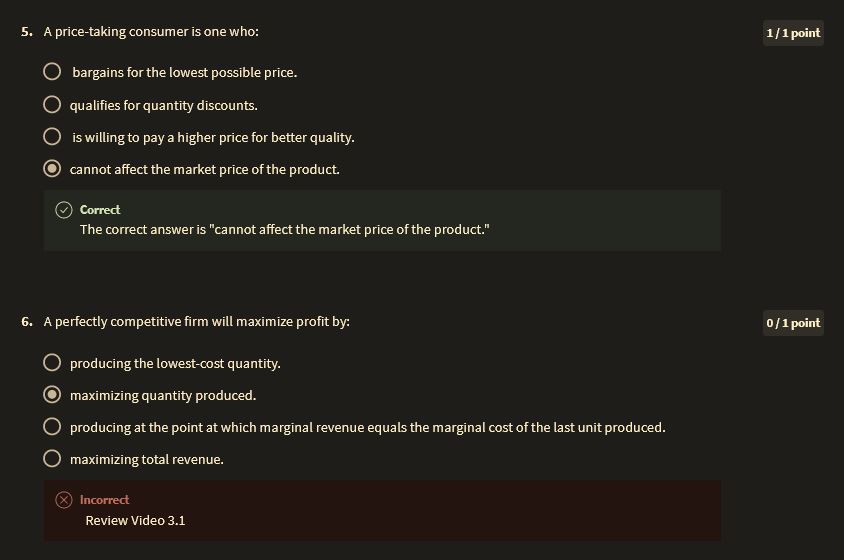 5. A price-taking consumer is one who:
1 / 1 point
bargains for the lowest possible price.
qualifies for quantity discounts.
is willing to pay a higher price for better quality.
cannot affect the market price of the product.
Correct
The correct answer is "cannot affect the market price of the product."
6. A perfectly competitive firm will maximize profit by:
0 / 1 point
producing the lowest-cost quantity.
maximizing quantity produced.
producing at the point at which marginal revenue equals the marginal cost of the last unit produced.
maximizing total revenue.
Incorrect
Review Video 3.1